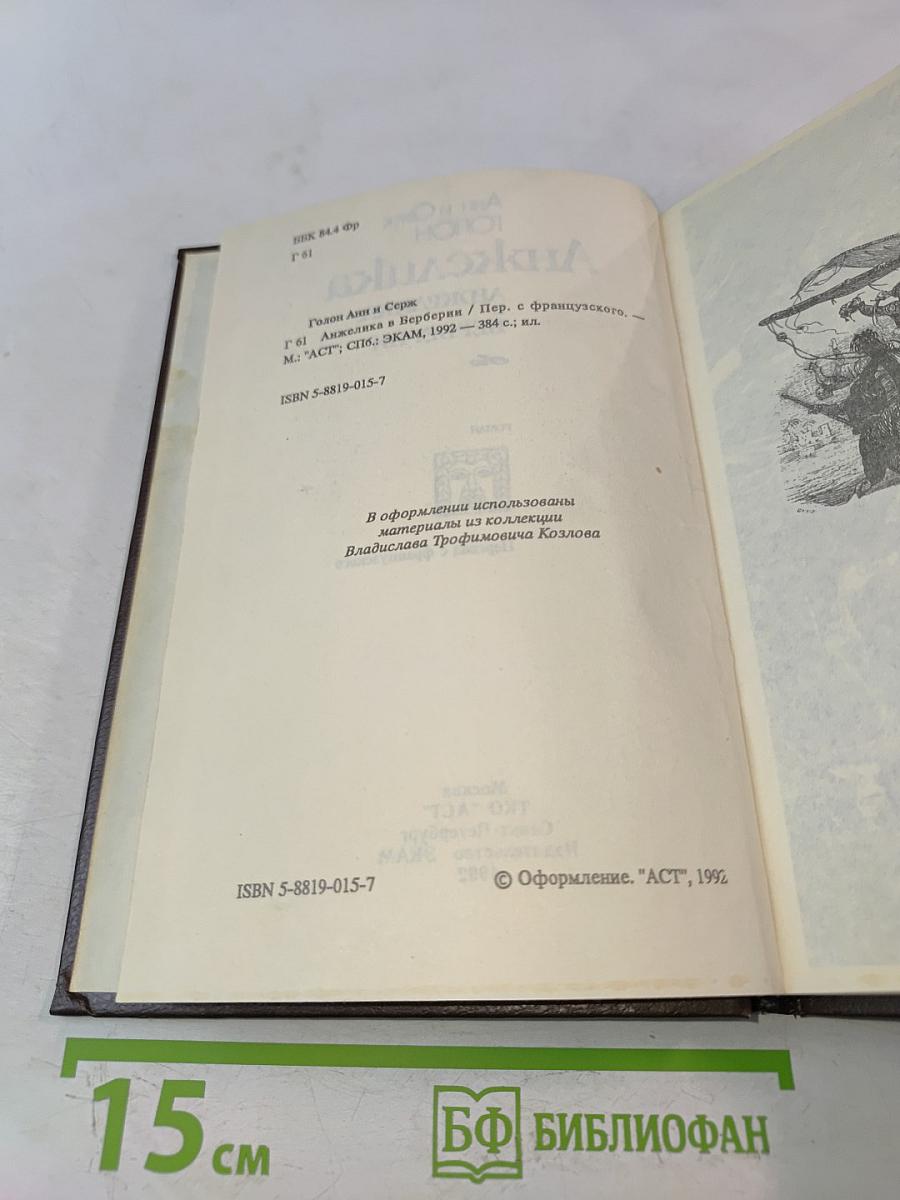 ББК 84.4 Фр
Г 61
Голон Анн и Серж
Г 61 Анжелика в Берберии / Пер. с французского. —
М.: "АСТ"; СПб.: ЭКАМ, 1992 — 384 с.; ил.
ISBN 5-8819-015-7
В оформлении использованы
материалы из коллекции
Владислава Трофимовича Козлова
ISBN 5-8819-015-7
© Оформление. "АСТ", 1992
15 см
БФ БИБЛИОФАН